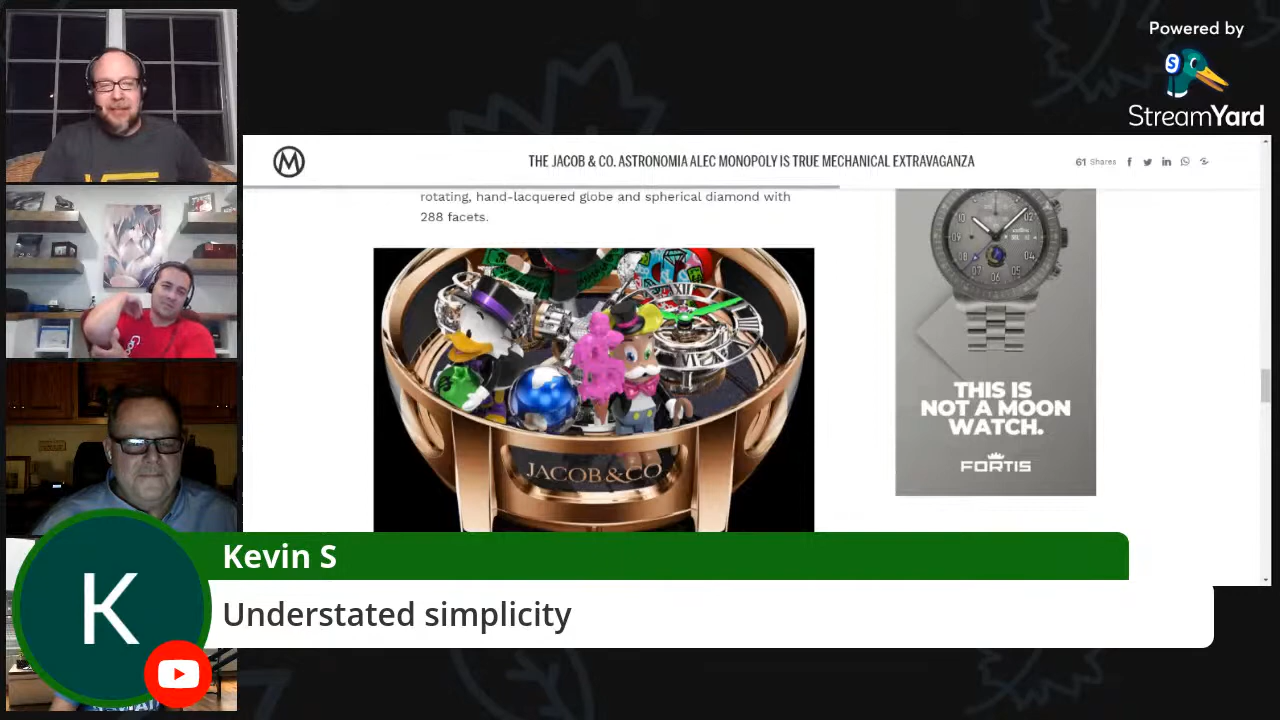 Powered by
StreamYard
THE JACOB & CO. ASTRONOMIA ALEC MONOPOLY IS TRUE MECHANICAL EXTRAVAGANZA
61 Shares
rotating, hand-lacquered globe and spherical diamond with
288 facets.
JACOB&CO
THIS IS
NOT A MOON
WATCH.
FORTIS
Kevin S
K
Understated simplicity